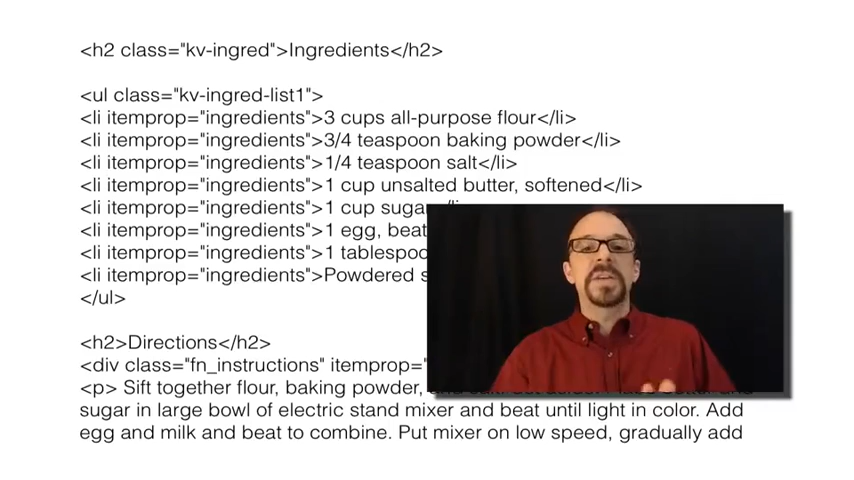 <h2 class="kv-ingred">Ingredients</h2>
<ul class="kv-ingred-list1">
<li itemprop="ingredients">3 cups all-purpose flour</li>
<li itemprop="ingredients">3/4 teaspoon baking powder</li>
<li itemprop="ingredients">1/4 teaspoon salt</li>
<li itemprop="ingredients">1 cup unsalted butter, softened</li>
<li itemprop="ingredients">1 cup sugar
<li itemprop="ingredients">1 egg, beat
<li itemprop="ingredients">1 tablespoo
<li itemprop="ingredients">Powdered s
</ul>
<h2>Directions</h2>
<div class="fn_instructions" itemprop="
<p> Sift together flour, baking powder,
sugar in large bowl of electric stand mixer and beat until light in color. Add
egg and milk and beat to combine. Put mixer on low speed, gradually add